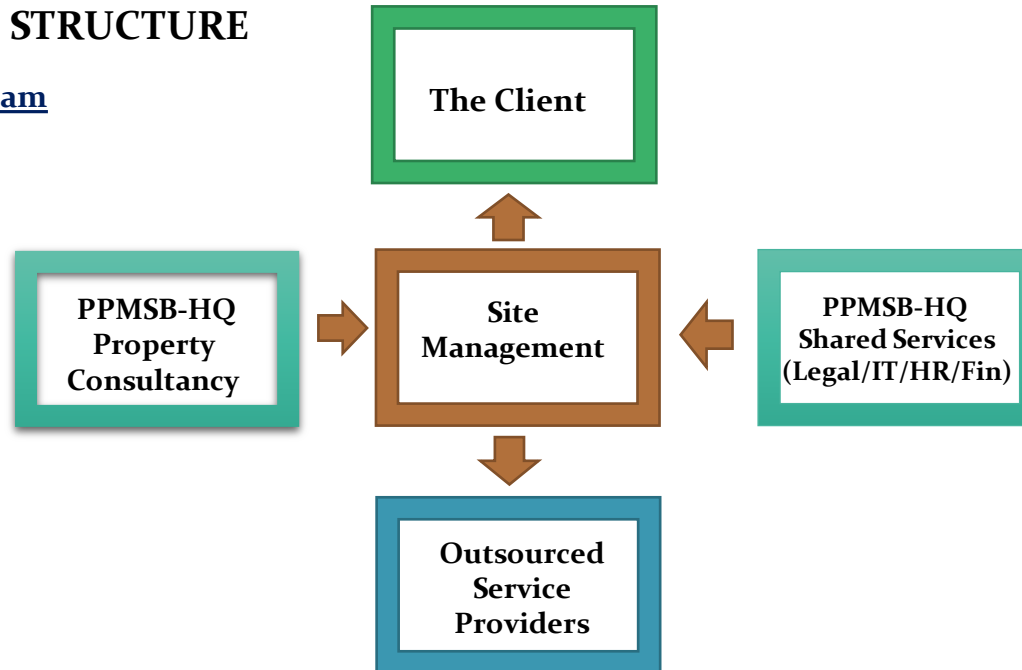 STRUCTURE
am
The Client
PPMSB-HQ
Property
Consultancy
Site
Management
PPMSB-HQ
Shared Services
(Legal/IT/HR/Fin)
Outsourced
Service
Providers